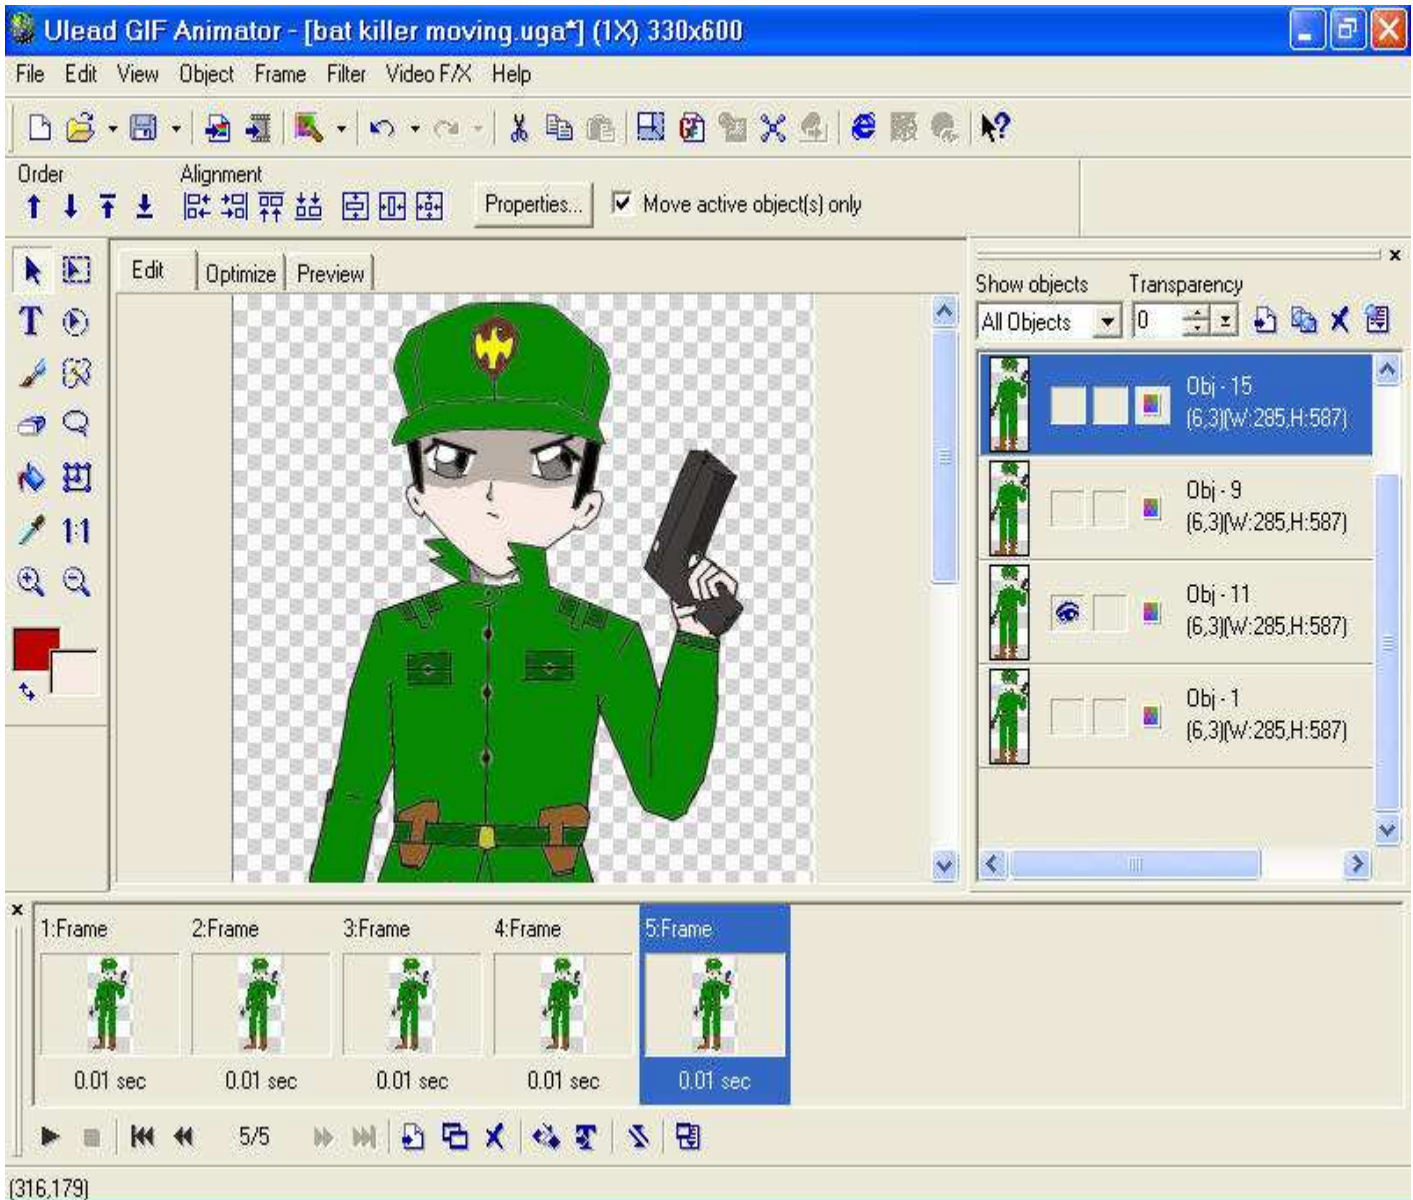 Ulead GIF Animator - [bat killer moving.uga*] (1X) 330x600
File Edit View Object Frame Filter Video F/X Help
Order Alignment
Properties... Move active object(s) only
Edit Optimize Preview
T
1:1
Show objects Transparency
All Objects 0
Obj - 15
(6,3)(W:285,H:587)
Obj - 9
(6,3)(W:285,H:587)
Obj - 11
(6,3)(W:285,H:587)
Obj - 1
(6,3)(W:285,H:587)
1:Frame 2:Frame 3:Frame 4:Frame 5:Frame
0.01 sec 0.01 sec 0.01 sec 0.01 sec 0.01 sec
5/5
(316,179)